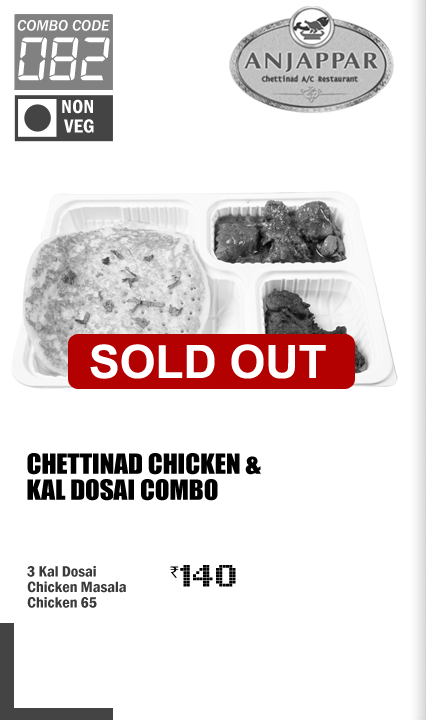 COMBO CODE
082
NON
VEG
ANJAPPAR
Chettinad A/C Restaurant
SOLD OUT
CHETTINAD CHICKEN &
KAL DOSAI COMBO
3 Kal Dosai
Chicken Masala
Chicken 65
₹140